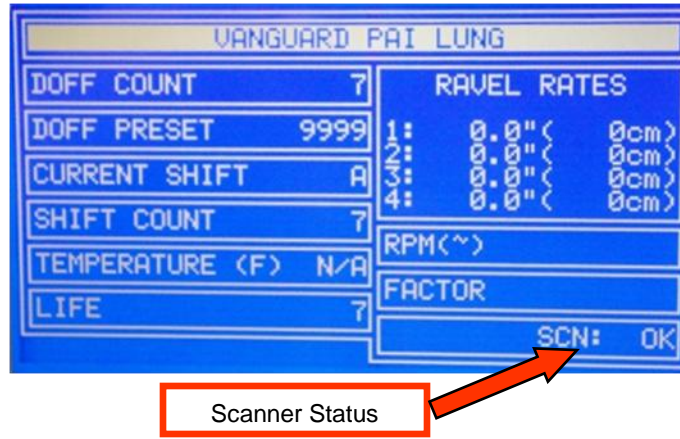 VANGUARD PAI LUNG
DOFF COUNT 7
DOFF PRESET 9999
CURRENT SHIFT A
SHIFT COUNT 7
TEMPERATURE (F) N/A
LIFE 7
RAVEL RATES
1: 0.0"( 0cm)
2: 0.0"( 0cm)
3: 0.0"( 0cm)
4: 0.0"( 0cm)
RPM(~)
FACTOR
SCN: OK
Scanner Status